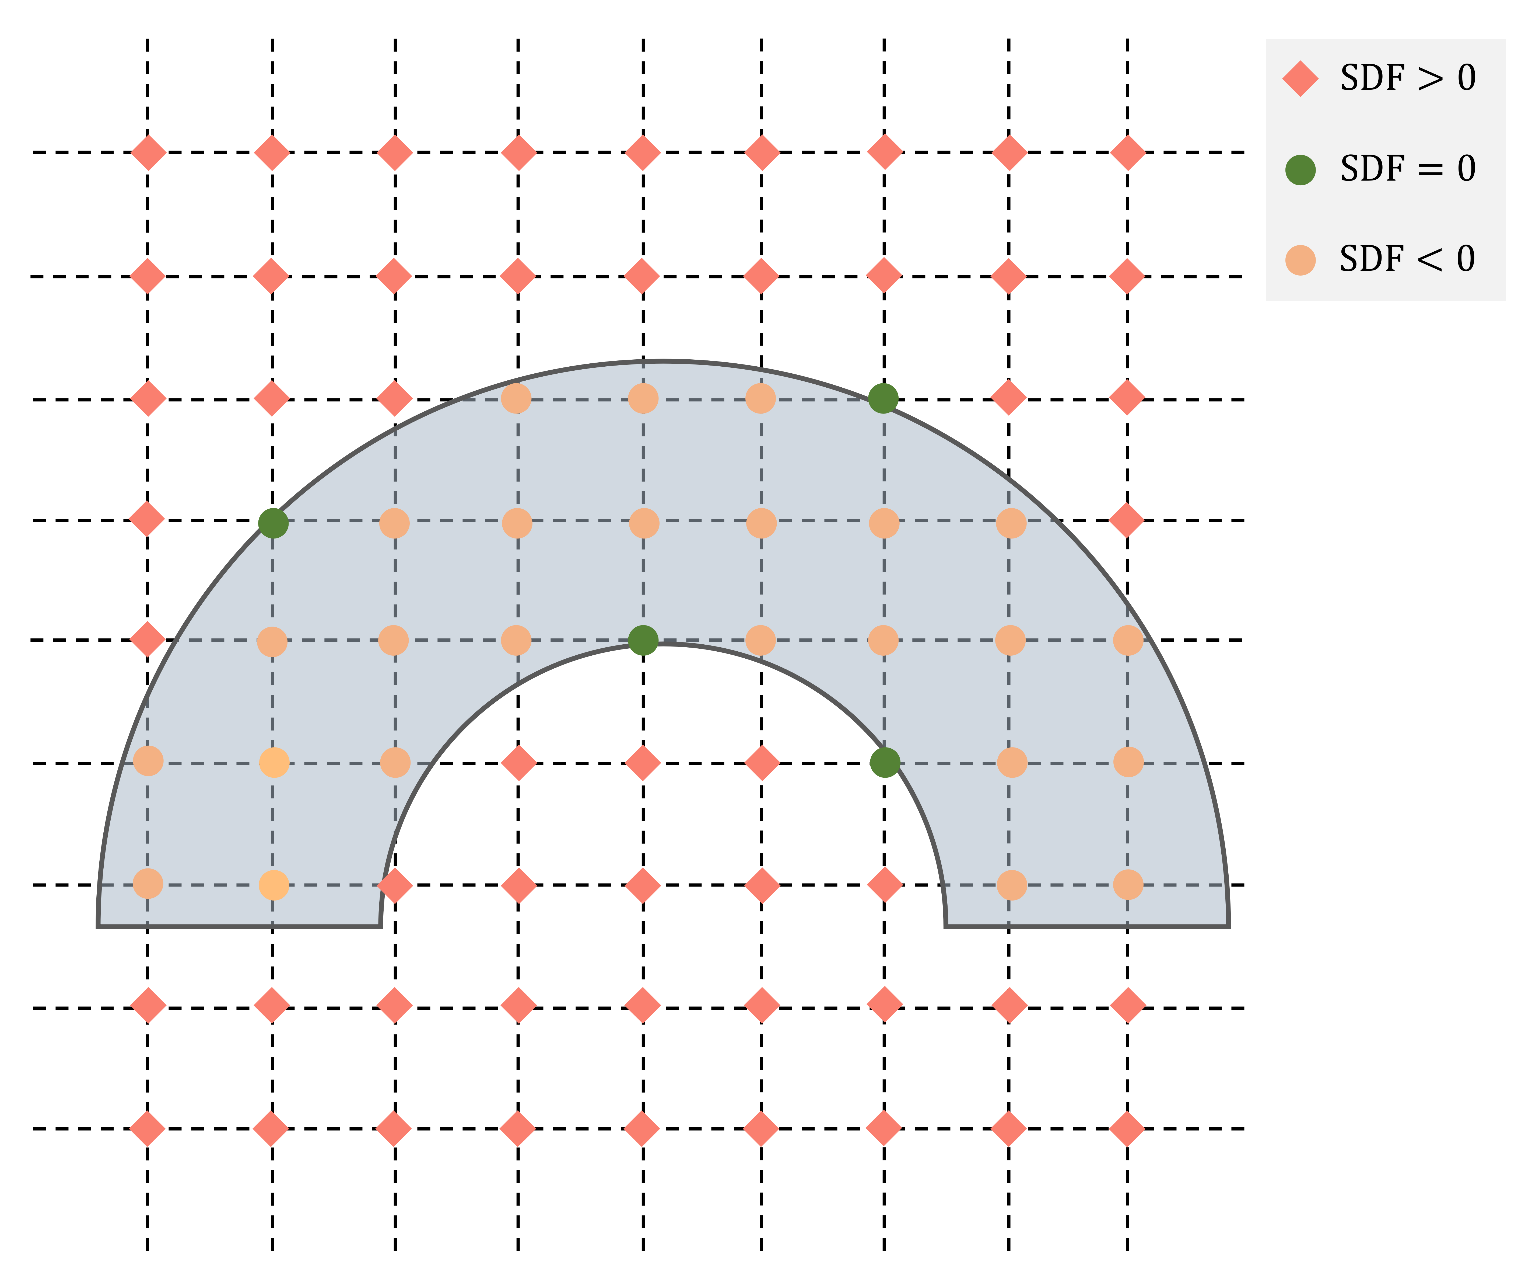 SDF > 0
SDF = 0
SDF < 0